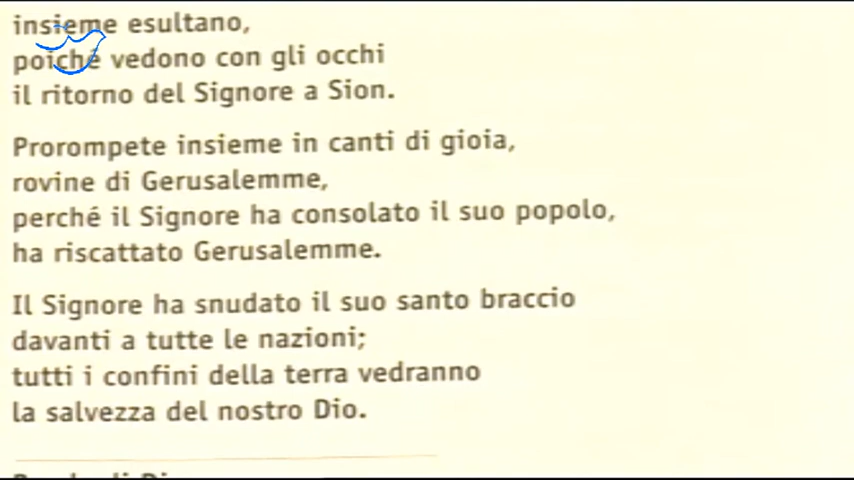 insieme esultano,
poiché vedono con gli occhi
il ritorno del Signore a Sion.
Prorompete insieme in canti di gioia,
rovine di Gerusalemme,
perché il Signore ha consolato il suo popolo,
ha riscattato Gerusalemme.
Il Signore ha snudato il suo santo braccio
davanti a tutte le nazioni;
tutti i confini della terra vedranno
la salvezza del nostro Dio.